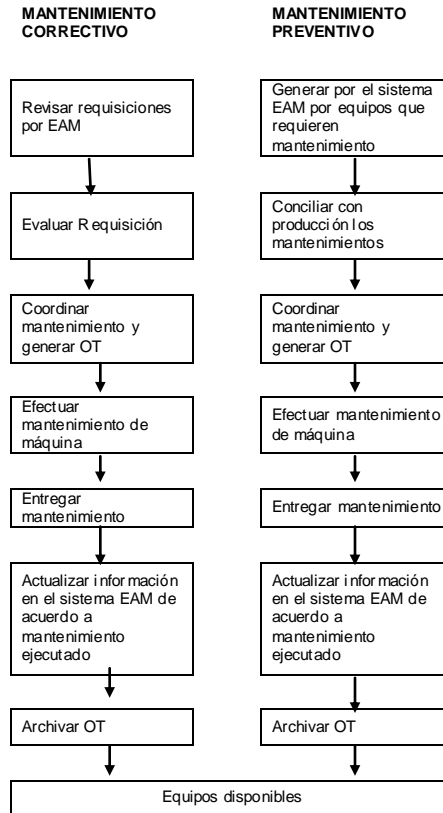 MANTENIMIENTO
CORRECTIVO
Revisar requisiciones
por EAM
Evaluar Requisición
Coordinar
mantenimiento y
generar OT
Efectuar
mantenimiento de
máquina
Entregar
mantenimiento
Actualizar información
en el sistema EAM de
acuerdo a
mantenimiento
ejecutado
Archivar OT
MANTENIMIENTO
PREVENTIVO
Generar por el sistema
EAM por equipos que
requieren
mantenimiento
Conciliar con
producción los
mantenimientos
Coordinar
mantenimiento y
generar OT
Efectuar mantenimiento
de máquina
Entregar mantenimiento
Actualizar información
en el sistema EAM de
acuerdo a
mantenimiento
ejecutado
Archivar OT
Equipos disponibles